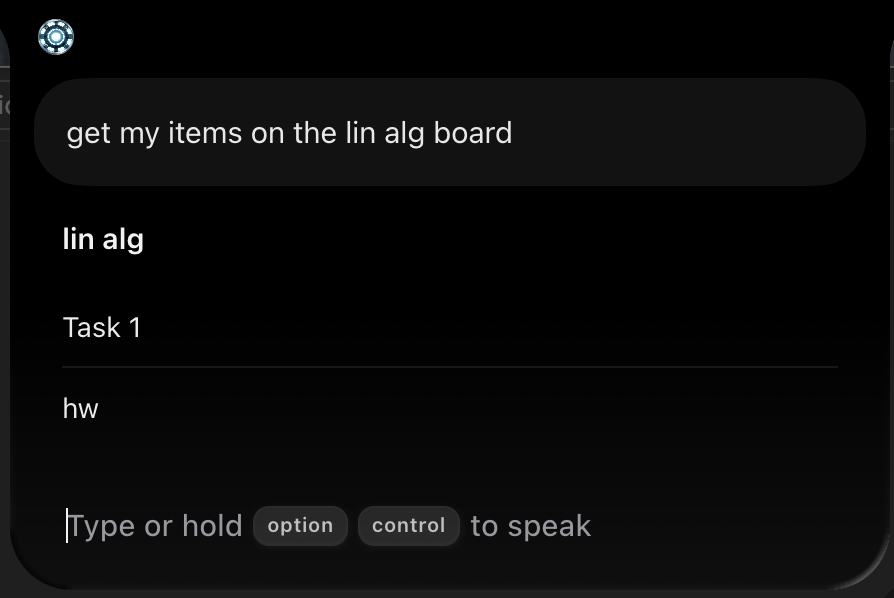 get my items on the lin alg board
lin alg
Task 1
hw
Type or hold option control to speak